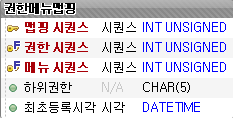 권한메뉴맵핑
맵핑 시퀀스 시퀀스 INT UNSIGNED
권한 시퀀스 시퀀스 INT UNSIGNED
메뉴 시퀀스 시퀀스 INT UNSIGNED
하위권한 N/A CHAR(5)
최초등록시각 시각 DATETIME